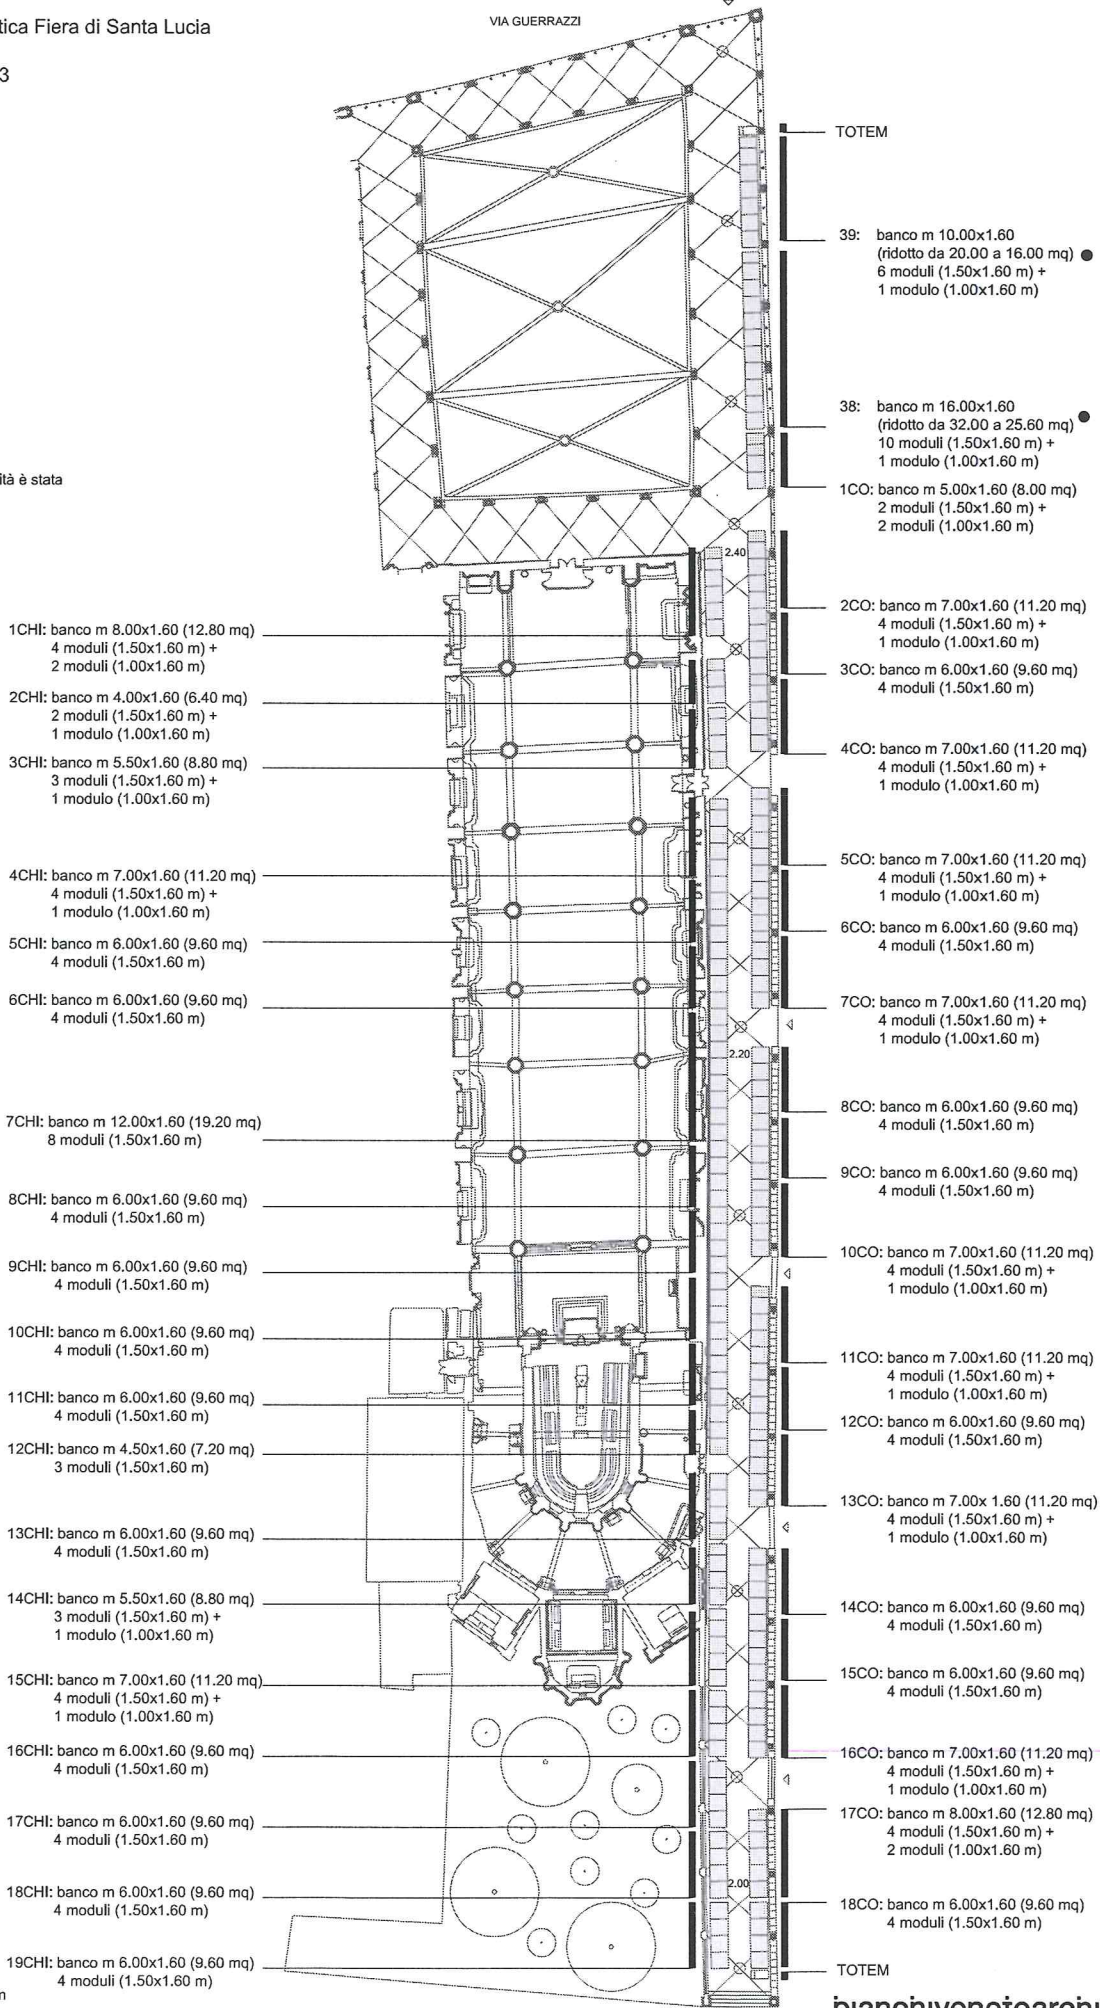 tica Fiera di Santa Lucia
3
VIA GUERRAZZI
ità è stata
1CHI: banco m 8.00x1.60 (12.80 mq)
4 moduli (1.50x1.60 m) +
2 moduli (1.00x1.60 m)
2CHI: banco m 4.00x1.60 (6.40 mq)
2 moduli (1.50x1.60 m) +
1 modulo (1.00x1.60 m)
3CHI: banco m 5.50x1.60 (8.80 mq)
3 moduli (1.50x1.60 m) +
1 modulo (1.00x1.60 m)
4CHI: banco m 7.00x1.60 (11.20 mq)
4 moduli (1.50x1.60 m) +
1 modulo (1.00x1.60 m)
5CHI: banco m 6.00x1.60 (9.60 mq)
4 moduli (1.50x1.60 m)
6CHI: banco m 6.00x1.60 (9.60 mq)
4 moduli (1.50x1.60 m)
7CHI: banco m 12.00x1.60 (19.20 mq)
8 moduli (1.50x1.60 m)
8CHI: banco m 6.00x1.60 (9.60 mq)
4 moduli (1.50x1.60 m)
9CHI: banco m 6.00x1.60 (9.60 mq)
4 moduli (1.50x1.60 m)
10CHI: banco m 6.00x1.60 (9.60 mq)
4 moduli (1.50x1.60 m)
11CHI: banco m 6.00x1.60 (9.60 mq)
4 moduli (1.50x1.60 m)
12CHI: banco m 4.50x1.60 (7.20 mq)
3 moduli (1.50x1.60 m)
13CHI: banco m 6.00x1.60 (9.60 mq)
4 moduli (1.50x1.60 m)
14CHI: banco m 5.50x1.60 (8.80 mq)
3 moduli (1.50x1.60 m) +
1 modulo (1.00x1.60 m)
15CHI: banco m 7.00x1.60 (11.20 mq)
4 moduli (1.50x1.60 m) +
1 modulo (1.00x1.60 m)
16CHI: banco m 6.00x1.60 (9.60 mq)
4 moduli (1.50x1.60 m)
17CHI: banco m 6.00x1.60 (9.60 mq)
4 moduli (1.50x1.60 m)
18CHI: banco m 6.00x1.60 (9.60 mq)
4 moduli (1.50x1.60 m)
19CHI: banco m 6.00x1.60 (9.60 mq)
4 moduli (1.50x1.60 m)
m
2.40
2.20
2.00
TOTEM
39: banco m 10.00x1.60
(ridotto da 20.00 a 16.00 mq)
6 moduli (1.50x1.60 m) +
1 modulo (1.00x1.60 m)
38: banco m 16.00x1.60
(ridotto da 32.00 a 25.60 mq)
10 moduli (1.50x1.60 m) +
1 modulo (1.00x1.60 m)
1CO: banco m 5.00x1.60 (8.00 mq)
2 moduli (1.50x1.60 m) +
2 moduli (1.00x1.60 m)
2CO: banco m 7.00x1.60 (11.20 mq)
4 moduli (1.50x1.60 m) +
1 modulo (1.00x1.60 m)
3CO: banco m 6.00x1.60 (9.60 mq)
4 moduli (1.50x1.60 m)
4CO: banco m 7.00x1.60 (11.20 mq)
4 moduli (1.50x1.60 m) +
1 modulo (1.00x1.60 m)
5CO: banco m 7.00x1.60 (11.20 mq)
4 moduli (1.50x1.60 m) +
1 modulo (1.00x1.60 m)
6CO: banco m 6.00x1.60 (9.60 mq)
4 moduli (1.50x1.60 m)
7CO: banco m 7.00x1.60 (11.20 mq)
4 moduli (1.50x1.60 m) +
1 modulo (1.00x1.60 m)
8CO: banco m 6.00x1.60 (9.60 mq)
4 moduli (1.50x1.60 m)
9CO: banco m 6.00x1.60 (9.60 mq)
4 moduli (1.50x1.60 m)
10CO: banco m 7.00x1.60 (11.20 mq)
4 moduli (1.50x1.60 m) +
1 modulo (1.00x1.60 m)
11CO: banco m 7.00x1.60 (11.20 mq)
4 moduli (1.50x1.60 m) +
1 modulo (1.00x1.60 m)
12CO: banco m 6.00x1.60 (9.60 mq)
4 moduli (1.50x1.60 m)
13CO: banco m 7.00x 1.60 (11.20 mq)
4 moduli (1.50x1.60 m) +
1 modulo (1.00x1.60 m)
14CO: banco m 6.00x1.60 (9.60 mq)
4 moduli (1.50x1.60 m)
15CO: banco m 6.00x1.60 (9.60 mq)
4 moduli (1.50x1.60 m)
16CO: banco m 7.00x1.60 (11.20 mq)
4 moduli (1.50x1.60 m) +
1 modulo (1.00x1.60 m)
17CO: banco m 8.00x1.60 (12.80 mq)
4 moduli (1.50x1.60 m) +
2 moduli (1.00x1.60 m)
18CO: banco m 6.00x1.60 (9.60 mq)
4 moduli (1.50x1.60 m)
TOTEM